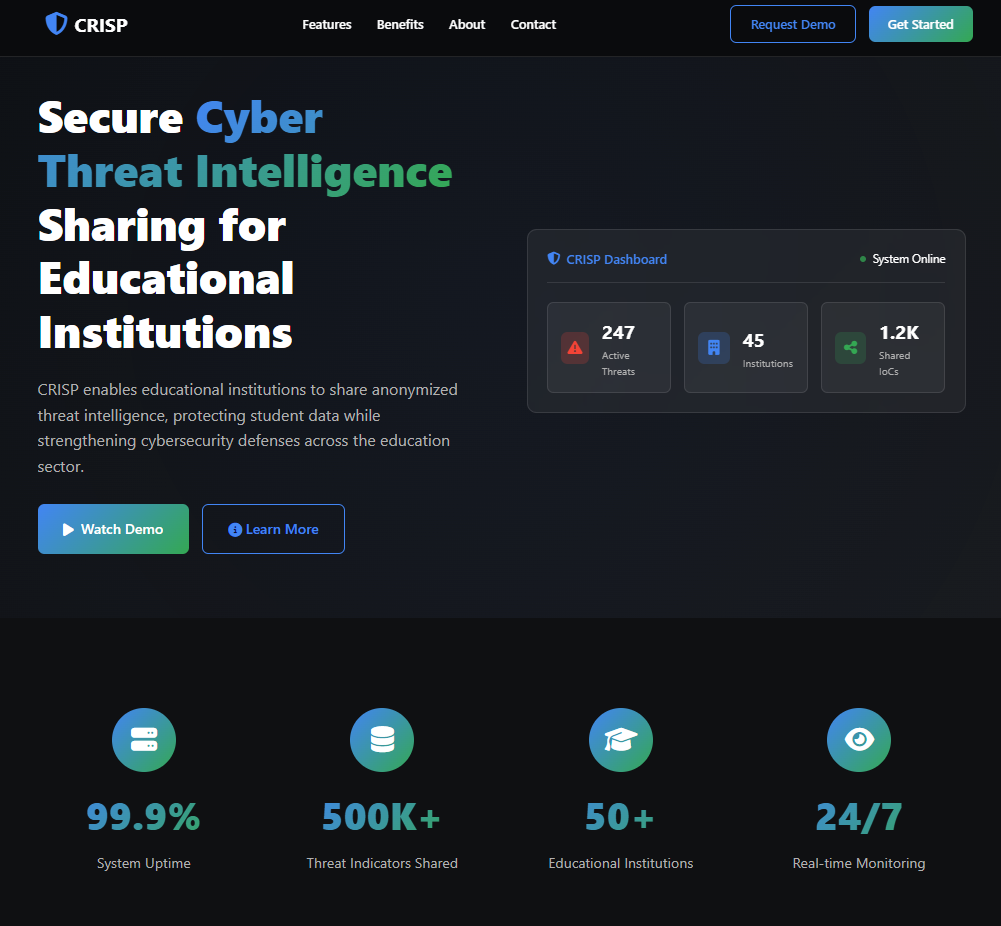 CRISP
Features Benefits About Contact
Request Demo
Get Started
Secure Cyber
Threat Intelligence
Sharing for
Educational
Institutions
CRISP enables educational institutions to share anonymized
threat intelligence, protecting student data while
strengthening cybersecurity defenses across the education
sector.
Watch Demo
Learn More
CRISP Dashboard
System Online
247
Active
Threats
45
Institutions
1.2K
Shared
IoCs
99.9%
System Uptime
500K+
Threat Indicators Shared
50+
Educational Institutions
24/7
Real-time Monitoring